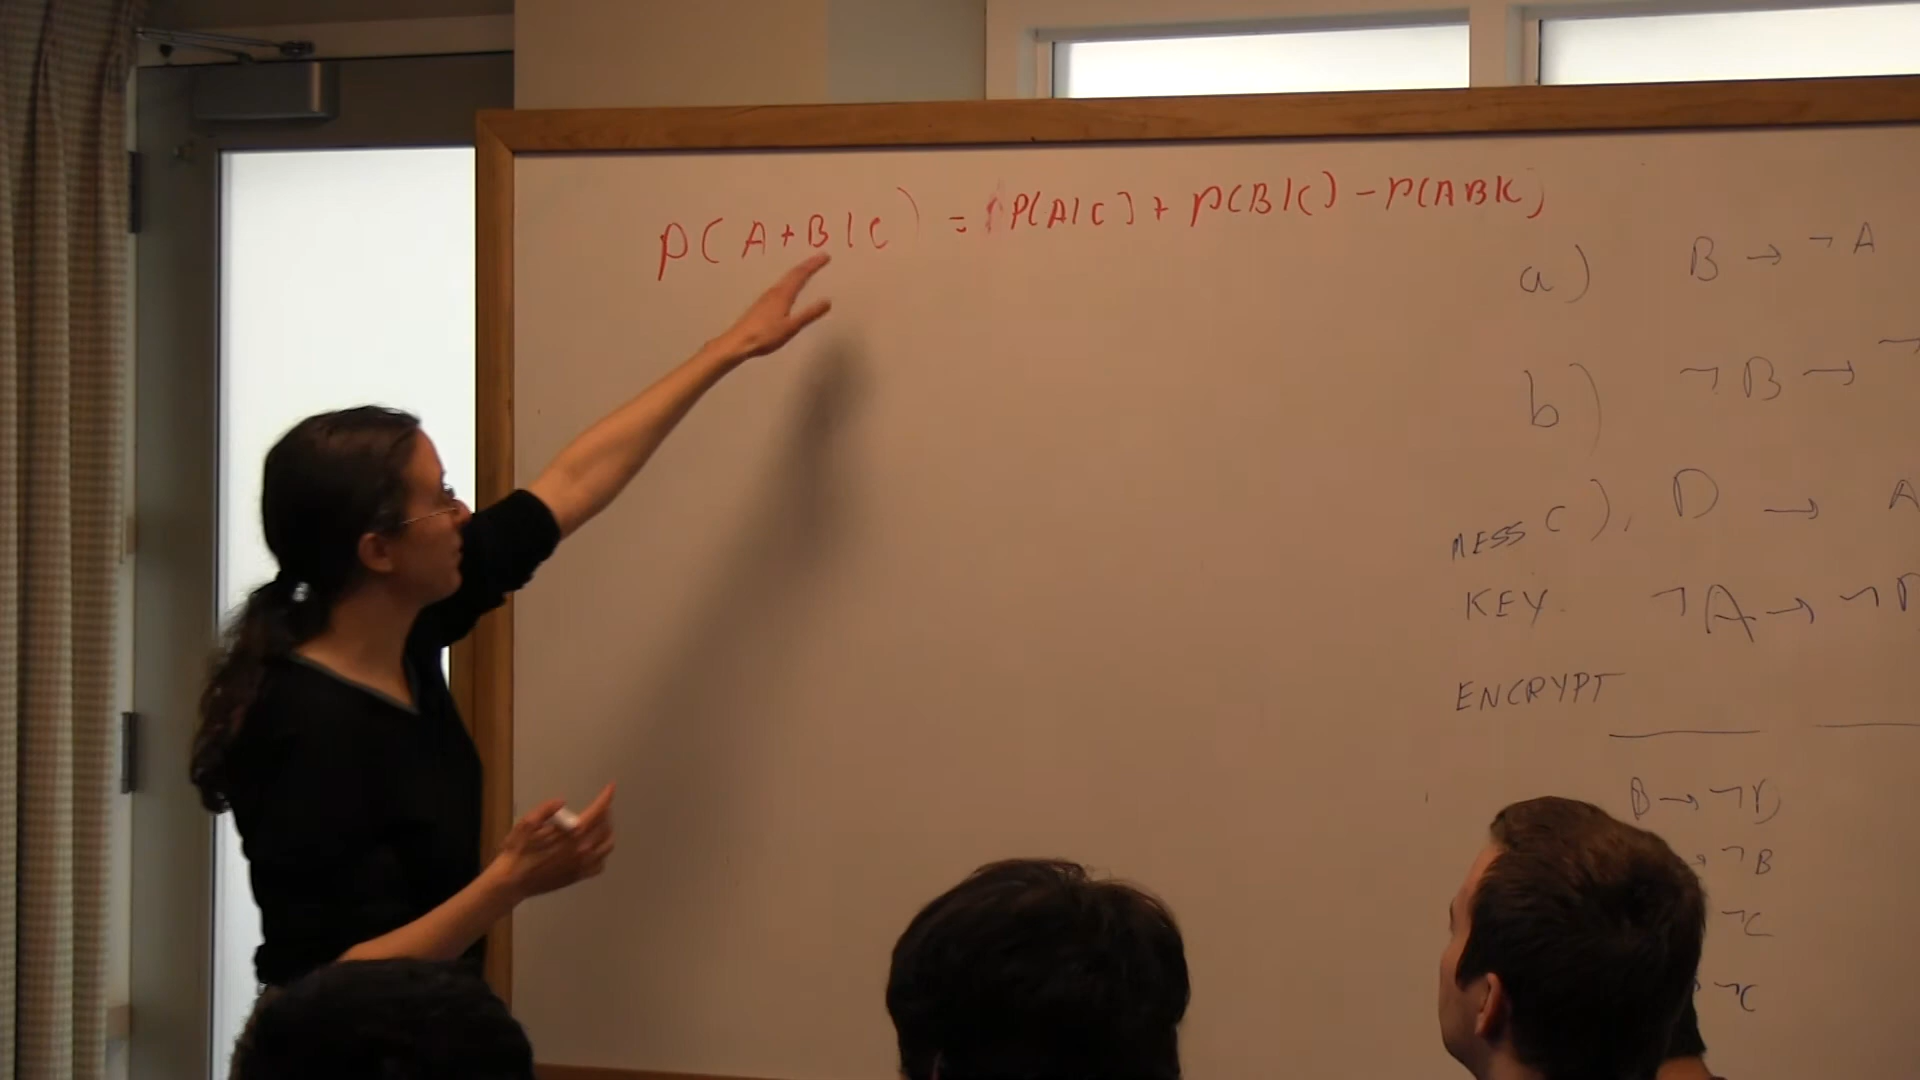 P(A+B|C) = P(A|C) + P(B|C) - P(AB|C)
a) B → ¬A
b) ¬B → ¬
MESS c) D → A
KEY ¬A → ¬D
ENCRYPT
B → ¬D
¬B
¬C
¬C